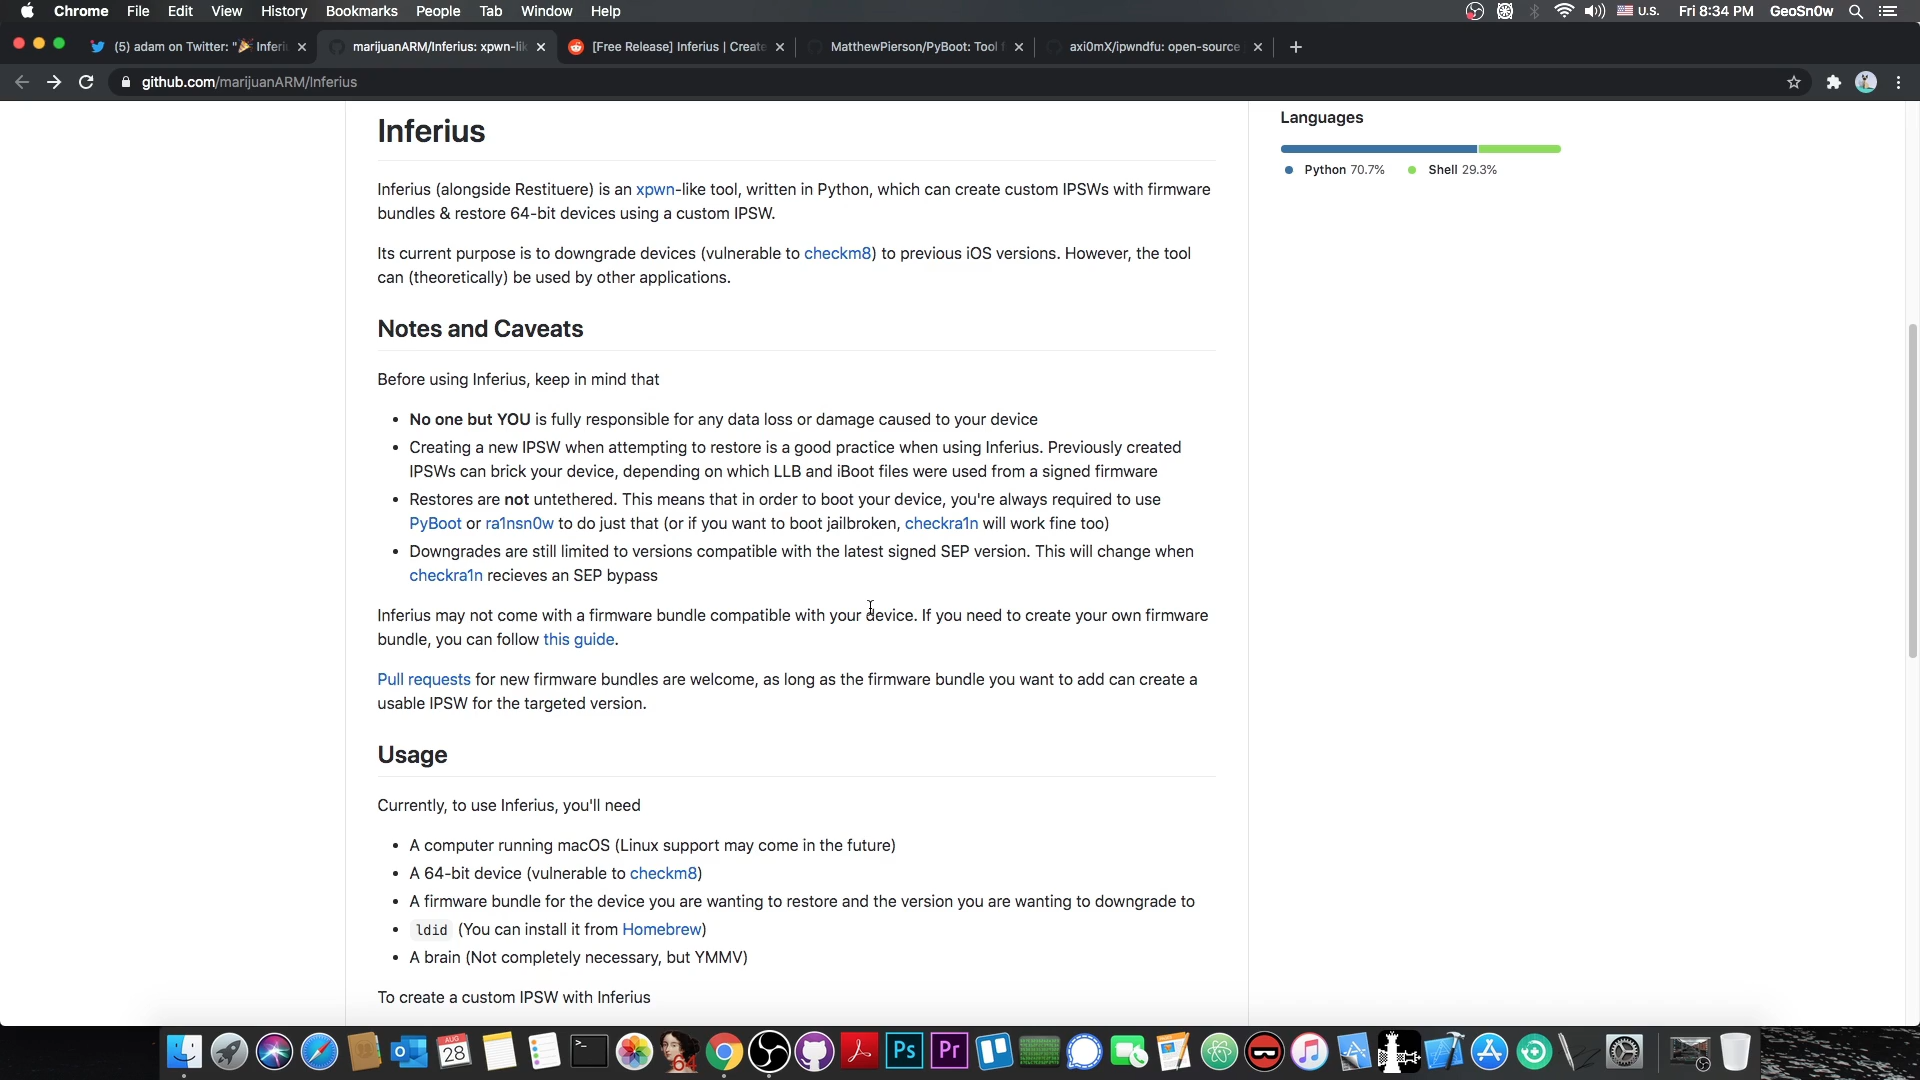 Chrome File Edit View History Bookmarks People Tab Window Help U.S. Fri 8:34 PM GeoSn0w
(5) adam on Twitter: "🎉 Inferi marijuanARM/Inferius: xpwn-lik [Free Release] Inferius | Create MatthewPierson/PyBoot: Tool f axi0mX/ipwndfu: open-source
github.com/marijuanARM/Inferius
Inferius
Inferius (alongside Restituere) is an xpwn-like tool, written in Python, which can create custom IPSWs with firmware
bundles & restore 64-bit devices using a custom IPSW.
Its current purpose is to downgrade devices (vulnerable to checkm8) to previous iOS versions. However, the tool
can (theoretically) be used by other applications.
Notes and Caveats
Before using Inferius, keep in mind that
• No one but YOU is fully responsible for any data loss or damage caused to your device
• Creating a new IPSW when attempting to restore is a good practice when using Inferius. Previously created
IPSWs can brick your device, depending on which LLB and iBoot files were used from a signed firmware
• Restores are not untethered. This means that in order to boot your device, you're always required to use
PyBoot or ra1nsn0w to do just that (or if you want to boot jailbroken, checkra1n will work fine too)
• Downgrades are still limited to versions compatible with the latest signed SEP version. This will change when
checkra1n recieves an SEP bypass
Inferius may not come with a firmware bundle compatible with your device. If you need to create your own firmware
bundle, you can follow this guide.
Pull requests for new firmware bundles are welcome, as long as the firmware bundle you want to add can create a
usable IPSW for the targeted version.
Usage
Currently, to use Inferius, you'll need
• A computer running macOS (Linux support may come in the future)
• A 64-bit device (vulnerable to checkm8)
• A firmware bundle for the device you are wanting to restore and the version you are wanting to downgrade to
• ldid (You can install it from Homebrew)
• A brain (Not completely necessary, but YMMV)
To create a custom IPSW with Inferius
Languages
Python 70.7% Shell 29.3%
AUG
28
64
Ps
Pr